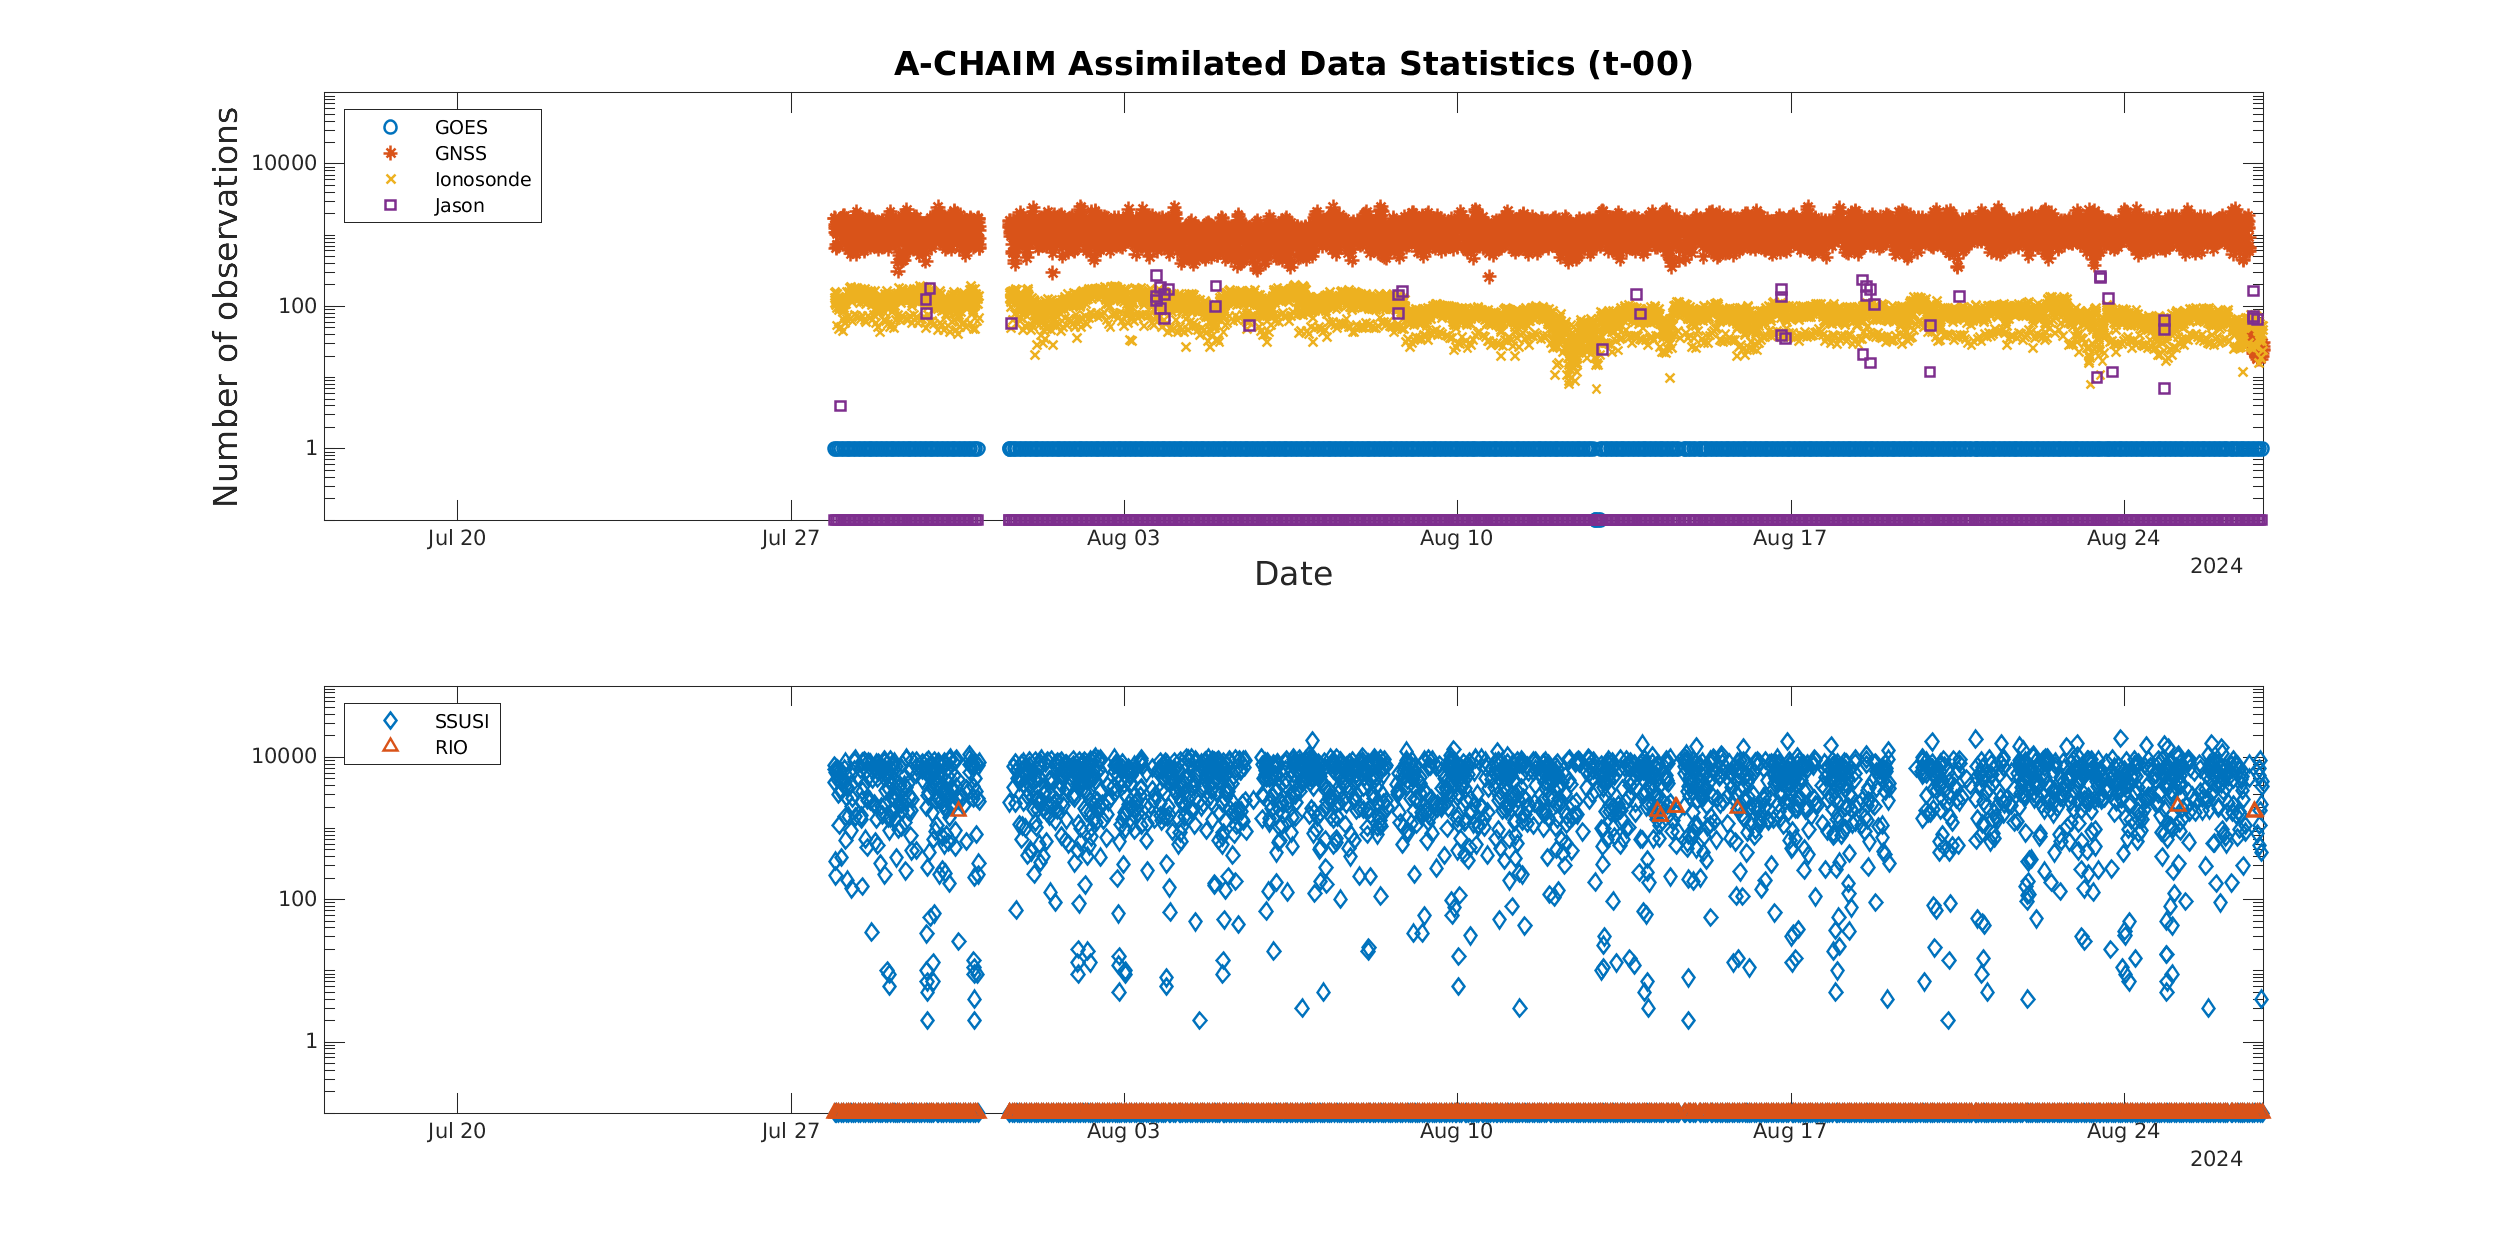 A-CHAIM Assimilated Data Statistics (t-00)
Number of observations
GOES
GNSS
Ionosonde
Jason
10000
100
1
Jul 20
Jul 27
Aug 03
Aug 10
Aug 17
Aug 24
2024
Date
SSUSI
RIO
10000
100
1
Jul 20
Jul 27
Aug 03
Aug 10
Aug 17
Aug 24
2024